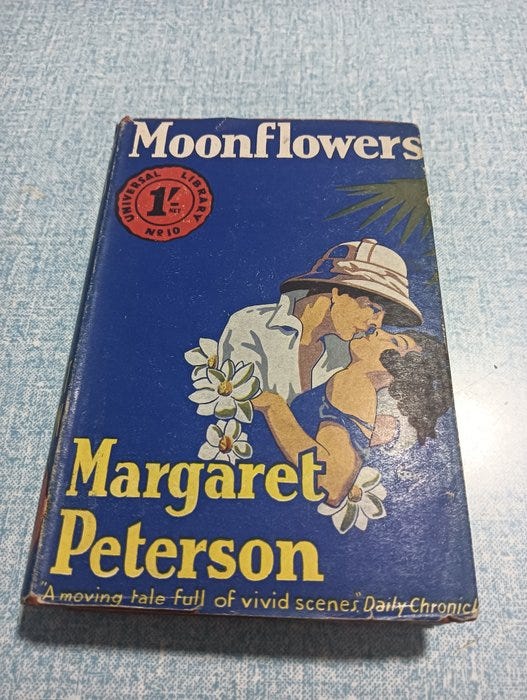 Moonflowers
UNIVERSAL LIBRARY
1/-
NET
No 10
Margaret
Peterson
"A moving tale full of vivid scenes". Daily Chronicl